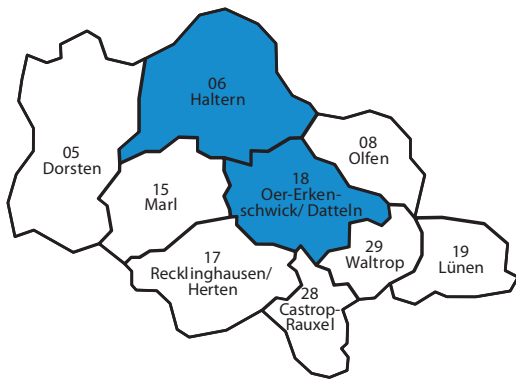 06
Haltern
05
Dorsten
08
Olfen
18
Oer-Erken-
schwick/ Datteln
15
Marl
29
Waltrop
19
Lünen
17
Recklinghausen/
Herten
28
Castrop-
Rauxel